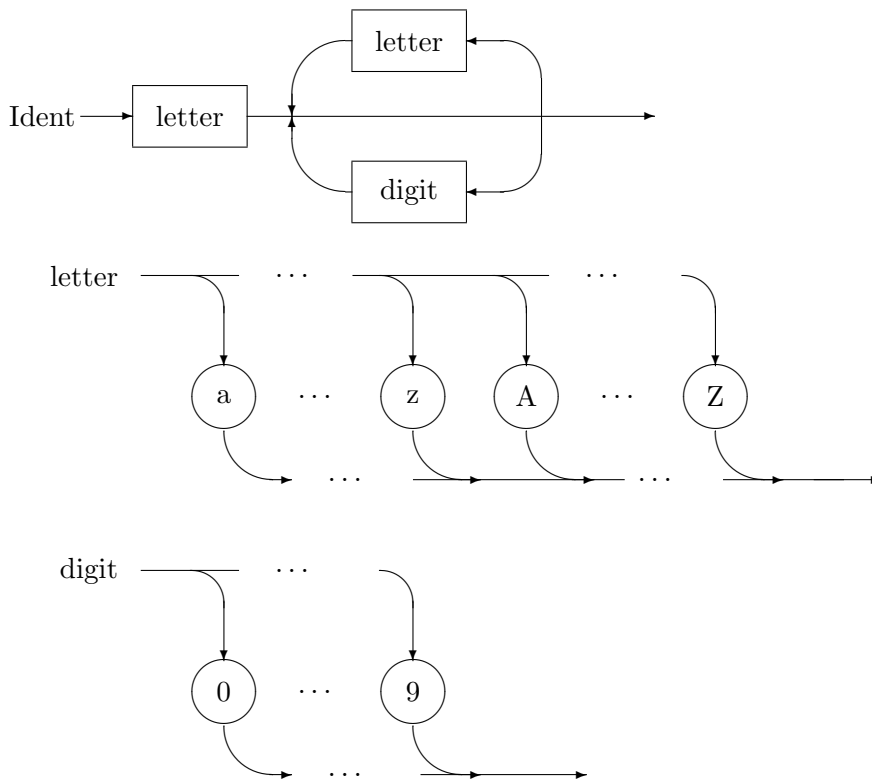 letter
Ident letter
digit
letter ... ...
a ... z A ... Z
... ...
digit ...
0 ... 9
...